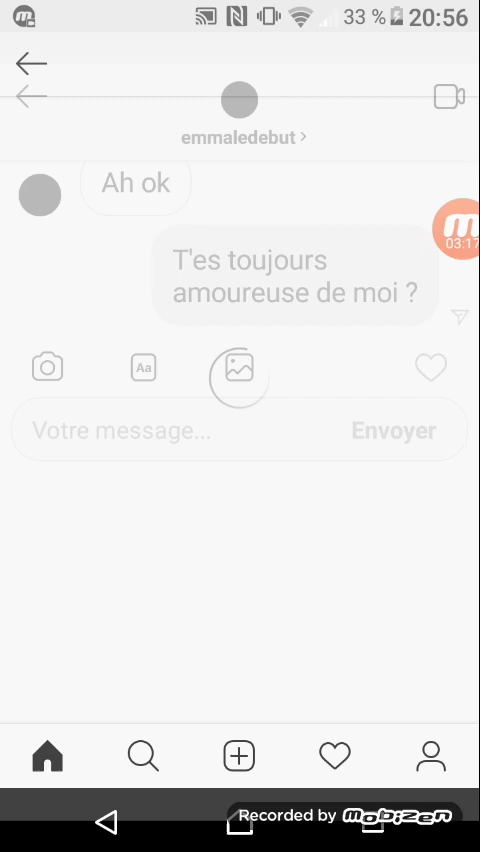 33 % 20:56
emmaledebut
Ah ok
03:17
T'es toujours
amoureuse de moi ?
Aa
Votre message... Envoyer
Recorded by mobizen